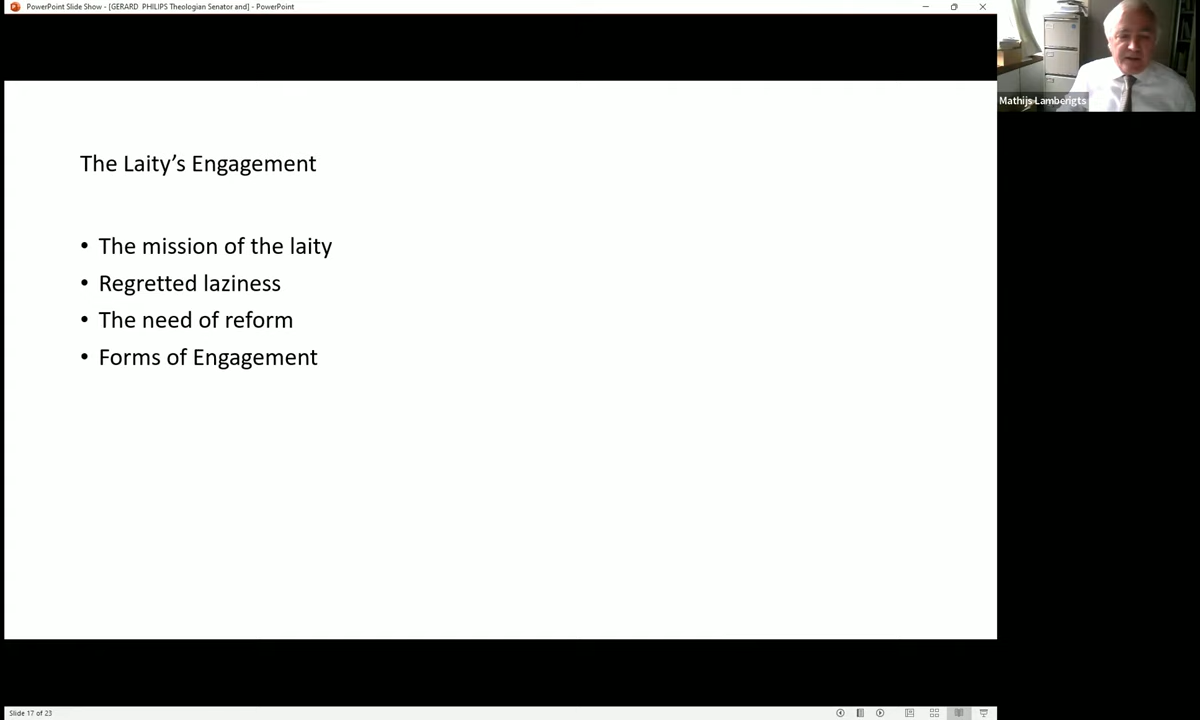 PowerPoint Slide Show - [GERARD PHILIPS Theologian Senator and] - PowerPoint
Mathijs Lamberigts
The Laity’s Engagement
• The mission of the laity
• Regretted laziness
• The need of reform
• Forms of Engagement
Slide 17 of 23